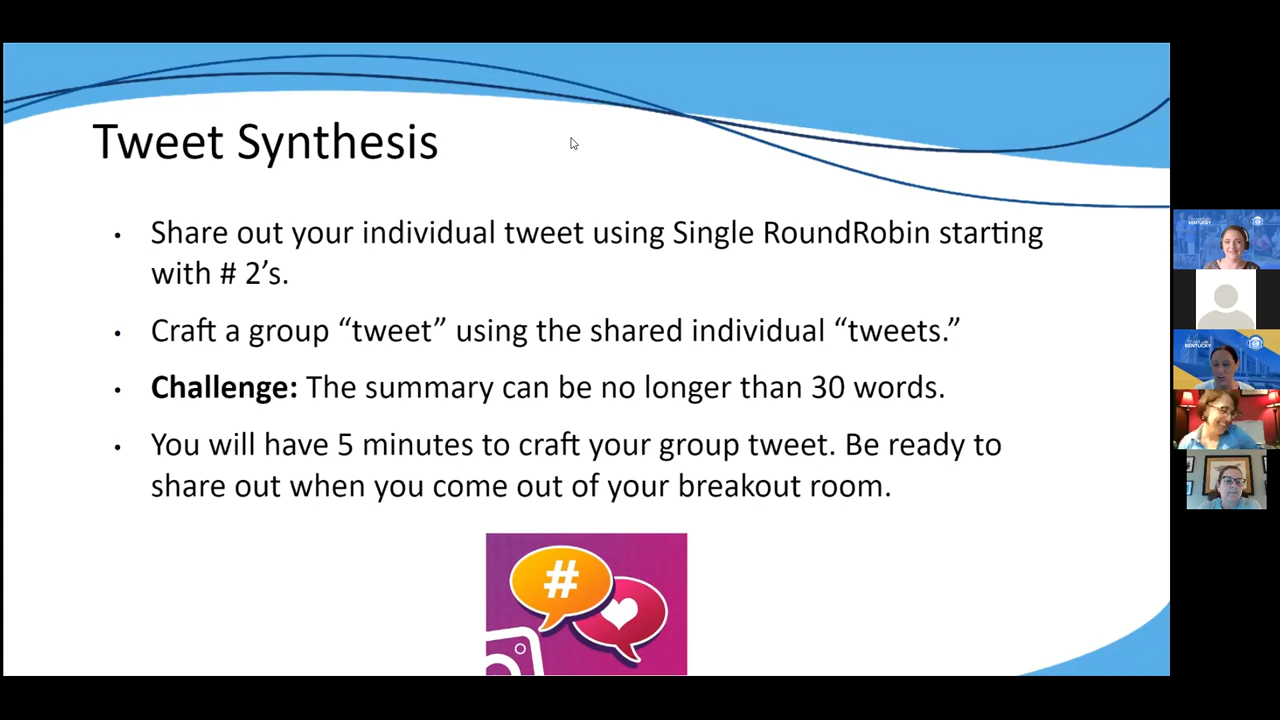 Tweet Synthesis
• Share out your individual tweet using Single RoundRobin starting
with # 2’s.
• Craft a group “tweet” using the shared individual “tweets.”
• Challenge: The summary can be no longer than 30 words.
• You will have 5 minutes to craft your group tweet. Be ready to
share out when you come out of your breakout room.
#
KENTUCKY
KENTUCKY